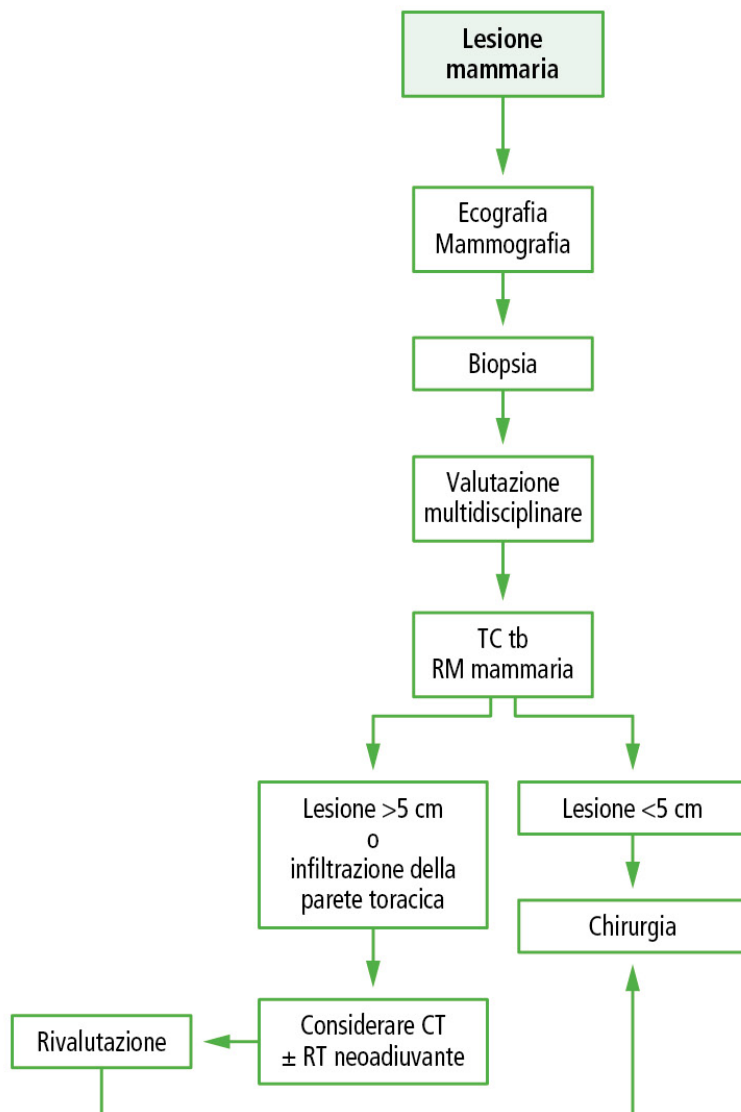 Lesione
mammaria
Ecografia
Mammografia
Biopsia
Valutazione
multidisciplinare
TC tb
RM mammaria
Lesione >5 cm
o
infiltrazione della
parete toracica
Lesione <5 cm
Chirurgia
Considerare CT
± RT neoadiuvante
Rivalutazione